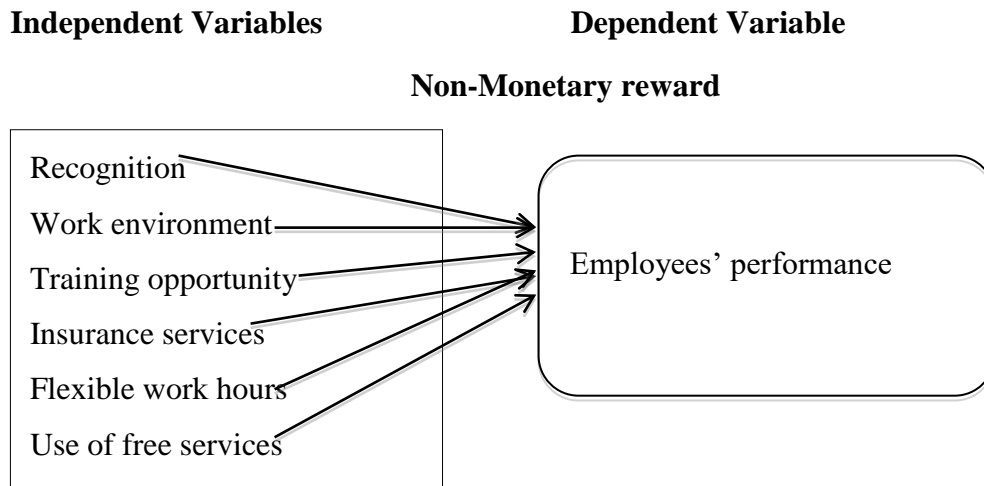 Independent Variables Dependent Variable
Non-Monetary reward
Recognition
Work environment
Training opportunity
Insurance services
Flexible work hours
Use of free services
Employees’ performance